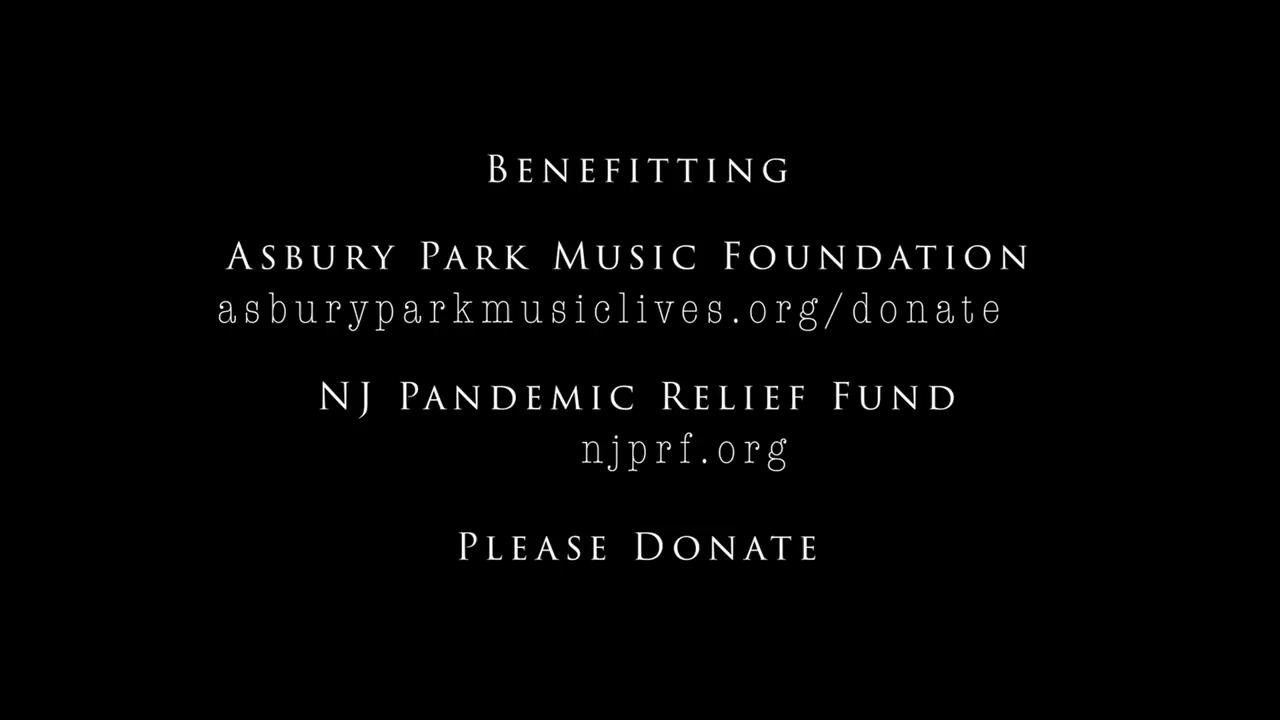 BENEFITTING
ASBURY PARK MUSIC FOUNDATION
asburyparkmusiclives.org/donate
NJ PANDEMIC RELIEF FUND
njprf.org
PLEASE DONATE